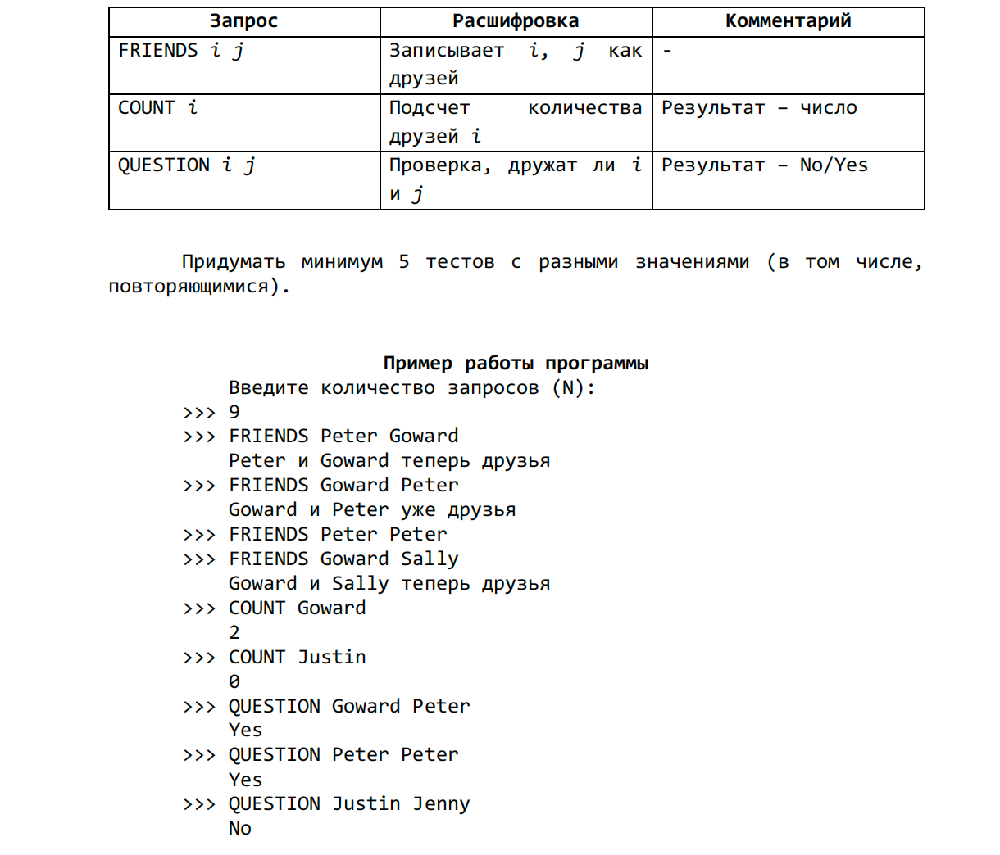 Запрос Расшифровка Комментарий
FRIENDS i j Записывает i, j как -
друзей
COUNT i Подсчет количества Результат – число
друзей i
QUESTION i j Проверка, дружат ли i Результат – No/Yes
и j
Придумать минимум 5 тестов с разными значениями (в том числе,
повторяющимися).
Пример работы программы
Введите количество запросов (N):
>>> 9
>>> FRIENDS Peter Goward
Peter и Goward теперь друзья
>>> FRIENDS Goward Peter
Goward и Peter уже друзья
>>> FRIENDS Peter Peter
>>> FRIENDS Goward Sally
Goward и Sally теперь друзья
>>> COUNT Goward
2
>>> COUNT Justin
0
>>> QUESTION Goward Peter
Yes
>>> QUESTION Peter Peter
Yes
>>> QUESTION Justin Jenny
No